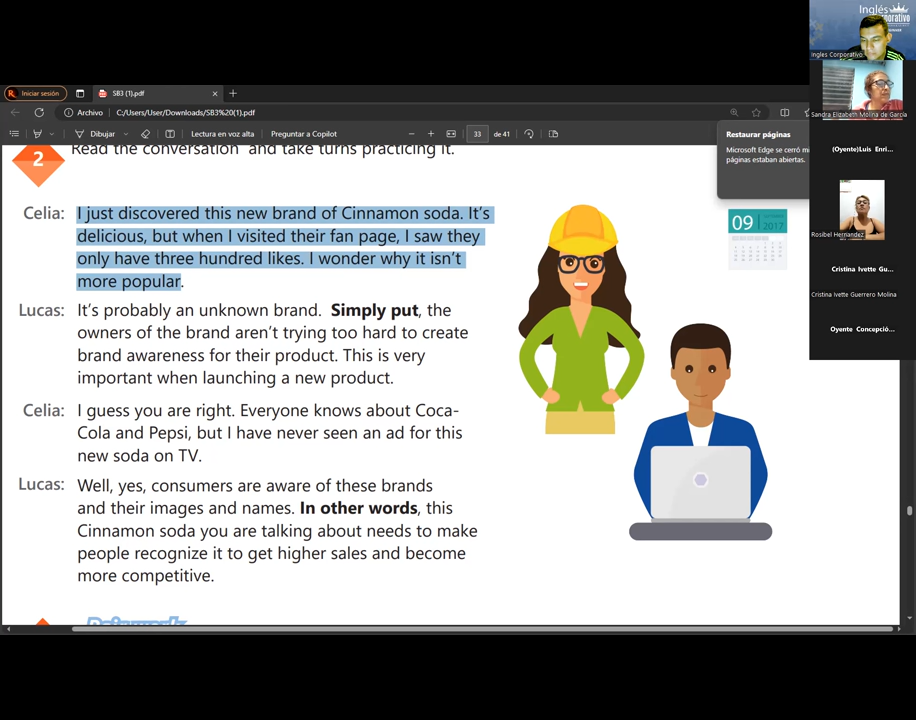 Inglés
Corporativo
Inglés Corporativo
Iniciar sesión
SB3 (1).pdf
Archivo
C:/Users/User/Downloads/SB3%20(1).pdf
Sandra Elizabeth Molina de García
Dibujar
Lectura en voz alta
Preguntar a Copilot
33
de 41
Restaurar páginas
Microsoft Edge se cerró
páginas estaban abiertas.
(Oyente)Luis Enri...
Rosibel Hernandez
Cristina Ivette Gu...
Cristina Ivette Guerrero Molina
Oyente Concepció...
2
Read the conversation and take turns practicing it.
Celia: I just discovered this new brand of Cinnamon soda. It's
delicious, but when I visited their fan page, I saw they
only have three hundred likes. I wonder why it isn't
more popular.
Lucas: It's probably an unknown brand. Simply put, the
owners of the brand aren't trying too hard to create
brand awareness for their product. This is very
important when launching a new product.
Celia: I guess you are right. Everyone knows about Coca-
Cola and Pepsi, but I have never seen an ad for this
new soda on TV.
Lucas: Well, yes, consumers are aware of these brands
and their images and names. In other words, this
Cinnamon soda you are talking about needs to make
people recognize it to get higher sales and become
more competitive.
09
2017